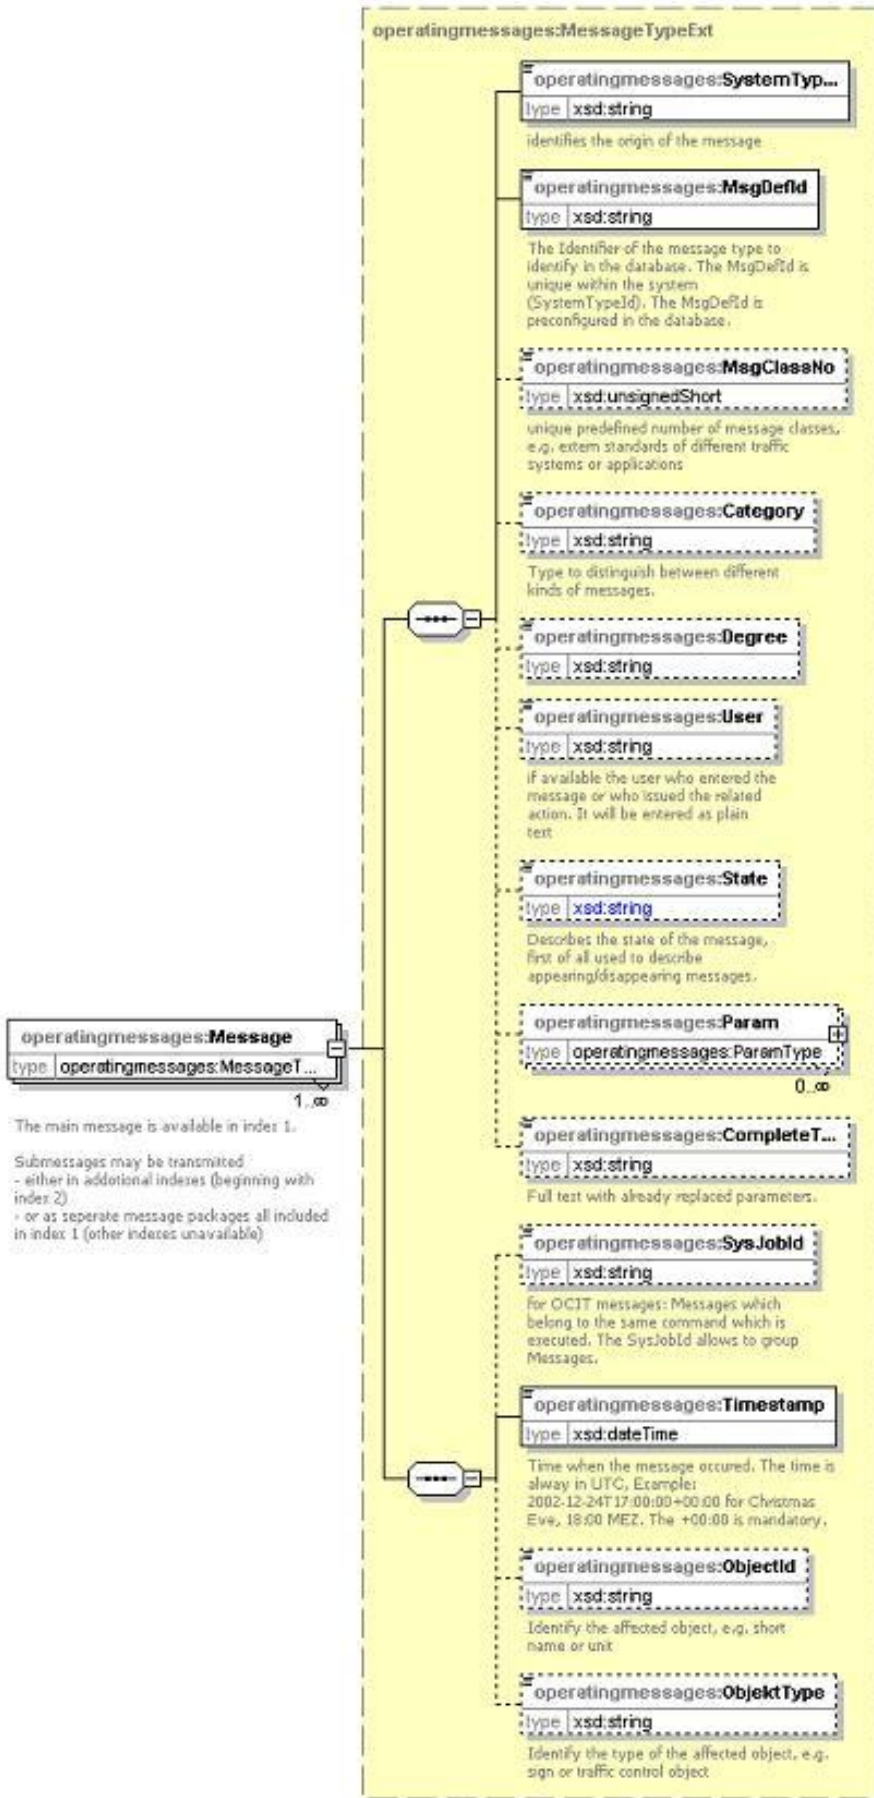 operatingmessages:MessageTypeExt
operatingmessages:SystemTyp...
type xsd:string
identifies the origin of the message
operatingmessages:MsgDefId
type xsd:string
The Identifier of the message type to
identify in the database. The MsgDefId is
unique within the system
(SystemTypeId). The MsgDefId is
preconfigured in the database.
operatingmessages:MsgClassNo
type xsd:unsignedShort
unique predefined number of message classes,
e.g. extern standards of different traffic
systems or applications
operatingmessages:Category
type xsd:string
Type to distinguish between different
kinds of messages.
operatingmessages:Degree
type xsd:string
operatingmessages:User
type xsd:string
if available the user who entered the
message or who issued the related
action. It will be entered as plain
text
operatingmessages:State
type xsd:string
Describes the state of the message,
first of all used to describe
appearing/disappearing messages.
operatingmessages:Param
type operatingmessages:ParamType
0..∞
operatingmessages:CompleteT...
type xsd:string
Full text with already replaced parameters.
operatingmessages:Message
type operatingmessages:MessageT...
1..∞
The main message is available in index 1.
Submessages may be transmitted
- either in addotional indexes (beginning with
index 2)
- or as seperate message packages all included
in index 1 (other indexes unavailable)
operatingmessages:SysJobId
type xsd:string
for OCIT messages: Messages which
belong to the same command which is
executed. The SysJobId allows to group
Messages.
operatingmessages:Timestamp
type xsd:dateTime
Time when the message occured. The time is
alway in UTC, Example:
2002-12-24T17:00:00+00:00 for Christmas
Eve, 18:00 MEZ. The +00:00 is mandatory.
operatingmessages:ObjectId
type xsd:string
Identify the affected object, e.g. short
name or unit
operatingmessages:ObjektType
type xsd:string
Identify the type of the affected object, e.g.
sign or traffic control object